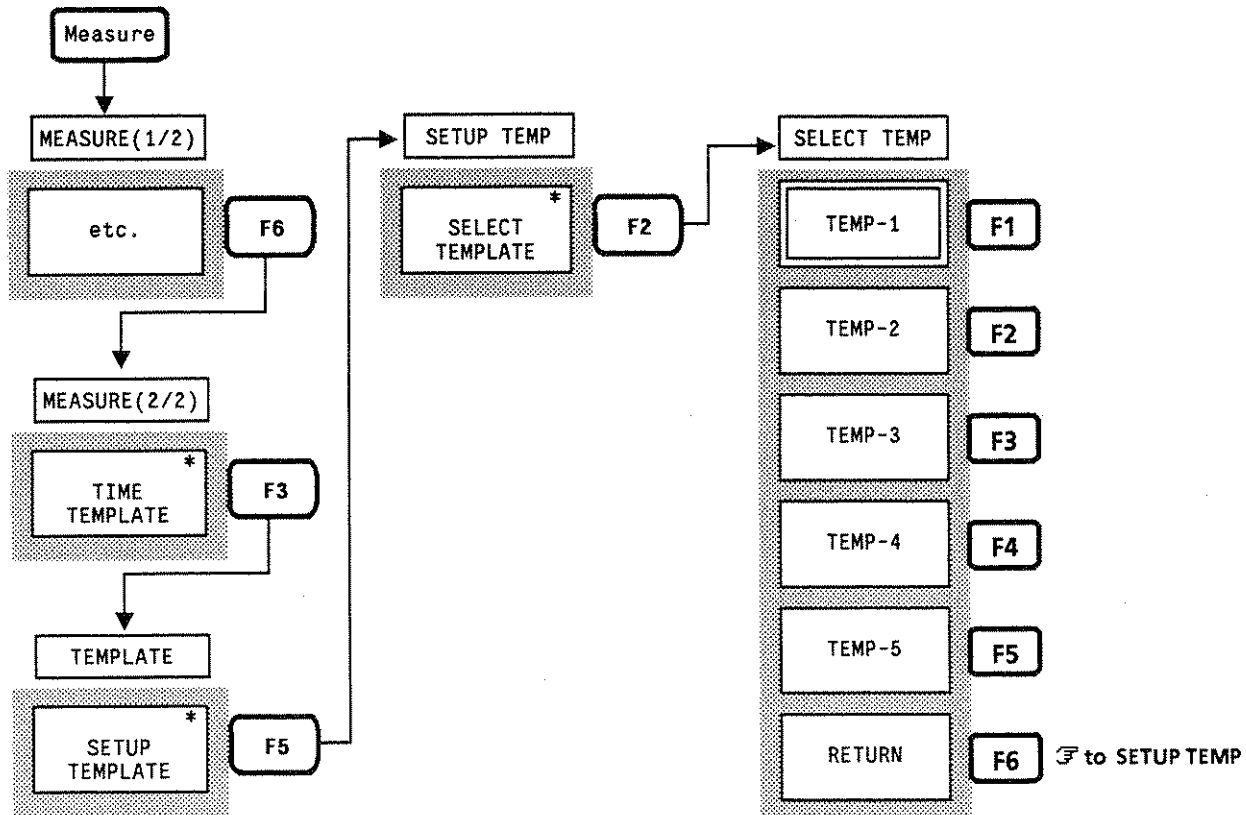 Measure
MEASURE(1/2)
etc.
F6
MEASURE(2/2)
*
TIME
TEMPLATE
F3
TEMPLATE
*
SETUP
TEMPLATE
F5
SETUP TEMP
*
SELECT
TEMPLATE
F2
SELECT TEMP
TEMP-1
F1
TEMP-2
F2
TEMP-3
F3
TEMP-4
F4
TEMP-5
F5
RETURN
F6 ☞ to SETUP TEMP